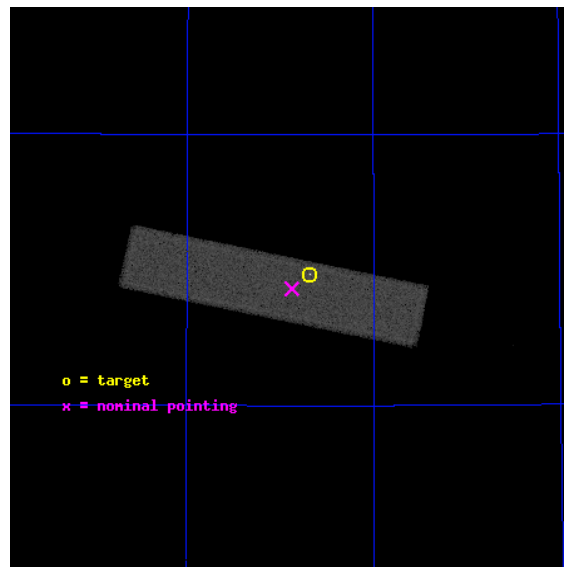 o = target
x = nominal pointing